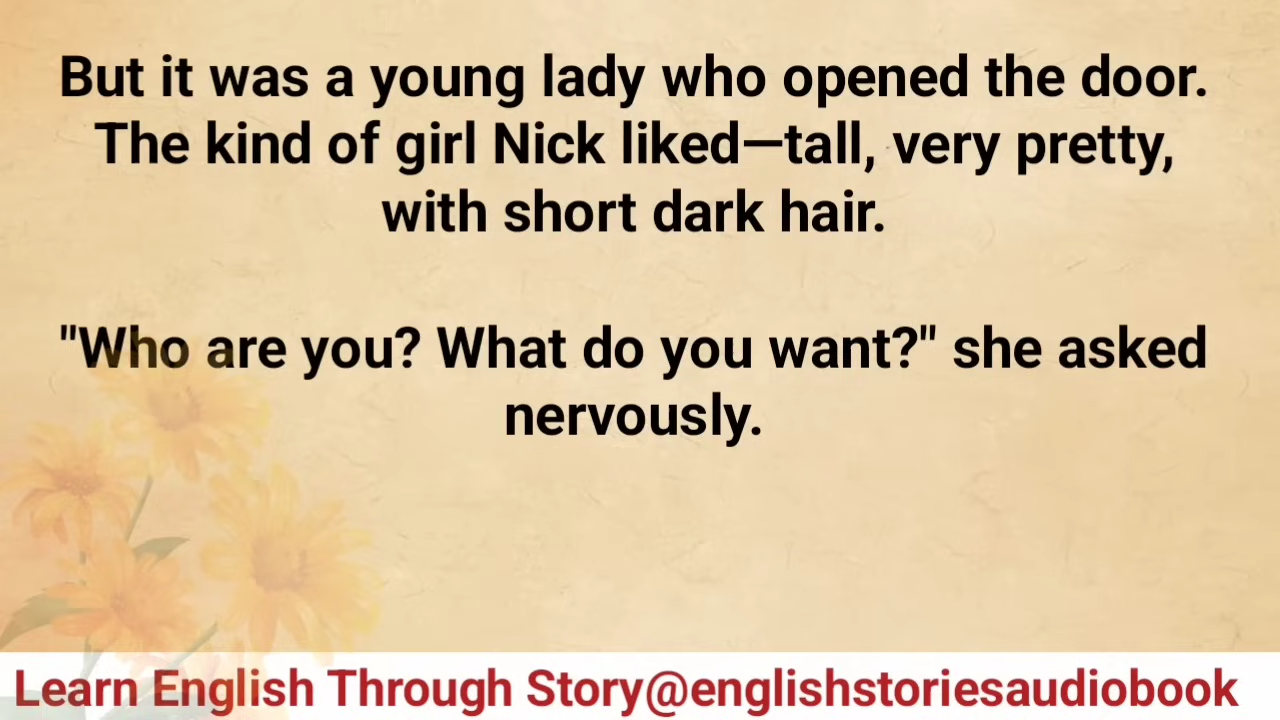 But it was a young lady who opened the door.
The kind of girl Nick liked—tall, very pretty,
with short dark hair.
"Who are you? What do you want?" she asked
nervously.
Learn English Through Story@englishstoriesaudiobook